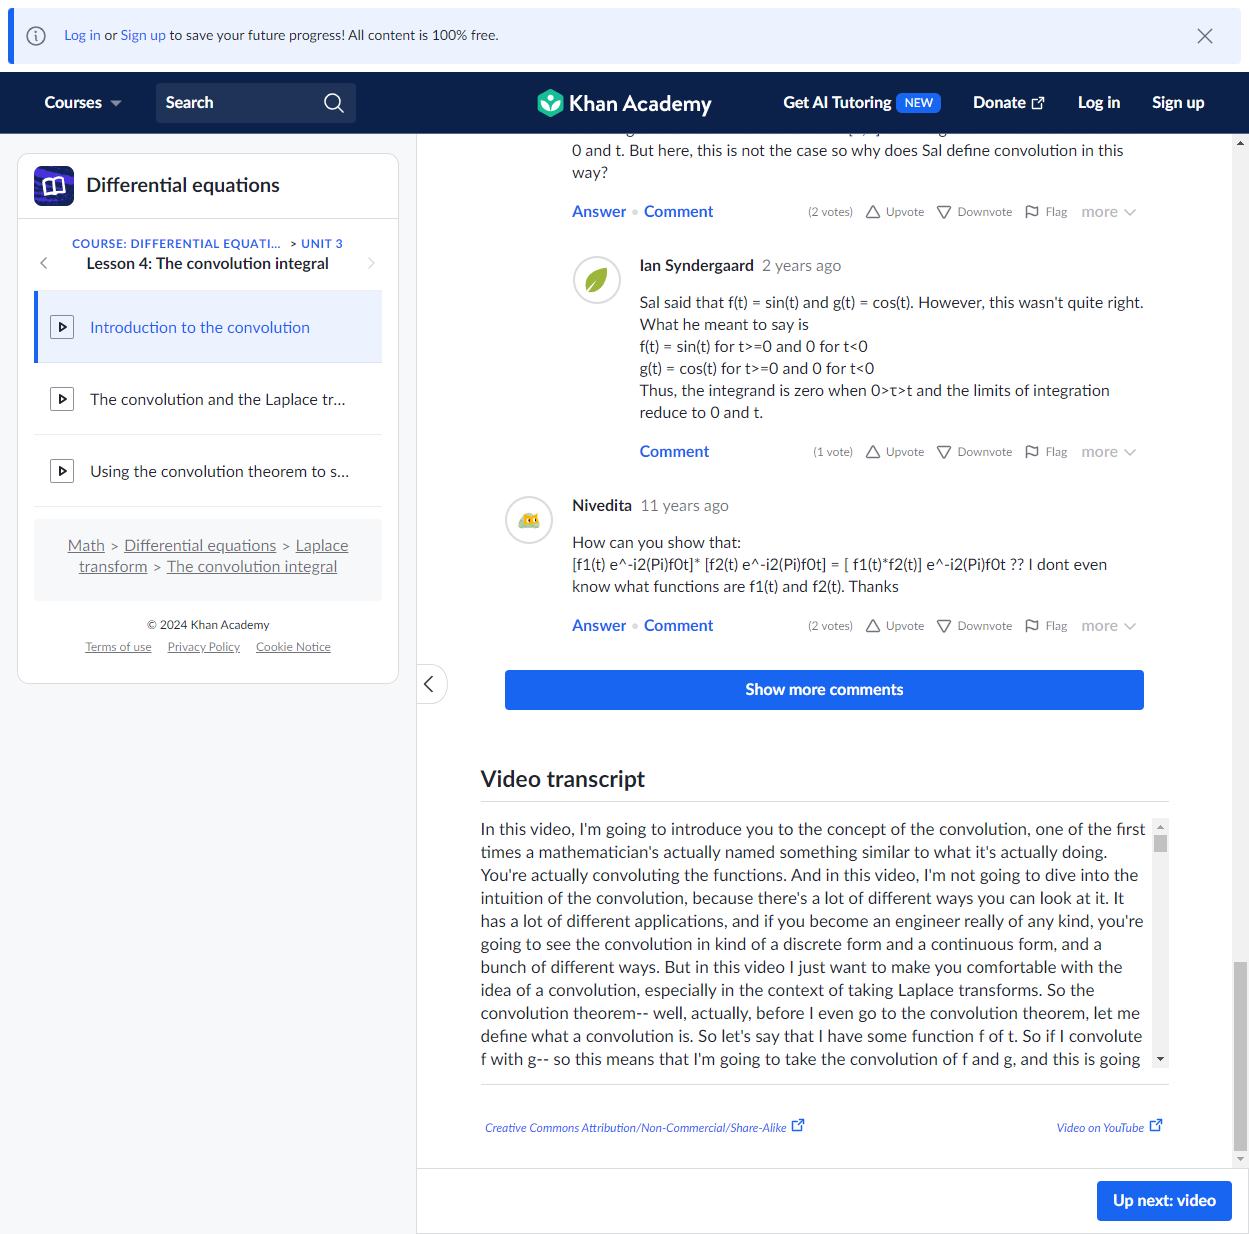 Log in or Sign up to save your future progress! All content is 100% free.
Courses
Search
Khan Academy
Get AI Tutoring NEW
Donate
Log in
Sign up
Differential equations
COURSE: DIFFERENTIAL EQUATI... > UNIT 3
Lesson 4: The convolution integral
Introduction to the convolution
The convolution and the Laplace tr...
Using the convolution theorem to s...
Math > Differential equations > Laplace
transform > The convolution integral
© 2024 Khan Academy
Terms of use Privacy Policy Cookie Notice
0 and t. But here, this is not the case so why does Sal define convolution in this
way?
Answer • Comment (2 votes) Upvote Downvote Flag more
Ian Syndergaard 2 years ago
Sal said that f(t) = sin(t) and g(t) = cos(t). However, this wasn't quite right.
What he meant to say is
f(t) = sin(t) for t>=0 and 0 for t<0
g(t) = cos(t) for t>=0 and 0 for t<0
Thus, the integrand is zero when 0>τ>t and the limits of integration
reduce to 0 and t.
Comment (1 vote) Upvote Downvote Flag more
Nivedita 11 years ago
How can you show that:
[f1(t) e^-i2(Pi)f0t]* [f2(t) e^-i2(Pi)f0t] = [ f1(t)*f2(t)] e^-i2(Pi)f0t ?? I dont even
know what functions are f1(t) and f2(t). Thanks
Answer • Comment (2 votes) Upvote Downvote Flag more
Show more comments
Video transcript
In this video, I'm going to introduce you to the concept of the convolution, one of the first
times a mathematician's actually named something similar to what it's actually doing.
You're actually convoluting the functions. And in this video, I'm not going to dive into the
intuition of the convolution, because there's a lot of different ways you can look at it. It
has a lot of different applications, and if you become an engineer really of any kind, you're
going to see the convolution in kind of a discrete form and a continuous form, and a
bunch of different ways. But in this video I just want to make you comfortable with the
idea of a convolution, especially in the context of taking Laplace transforms. So the
convolution theorem-- well, actually, before I even go to the convolution theorem, let me
define what a convolution is. So let's say that I have some function f of t. So if I convolute
f with g-- so this means that I'm going to take the convolution of f and g, and this is going
Creative Commons Attribution/Non-Commercial/Share-Alike
Video on YouTube
Up next: video